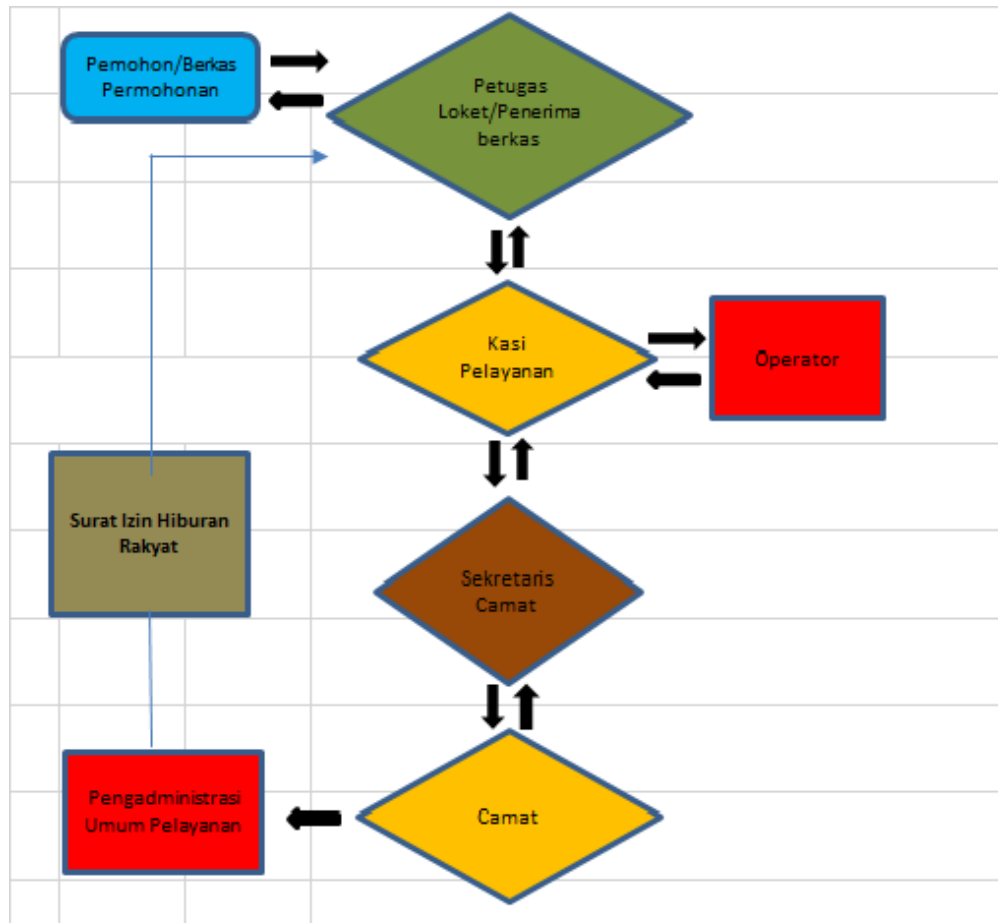 Pemohon/Berkas
Permohonan
Petugas
Loket/Penerima
berkas
Kasi
Pelayanan
Operator
Surat Izin Hiburan
Rakyat
Sekretaris
Camat
Pengadministrasi
Umum Pelayanan
Camat